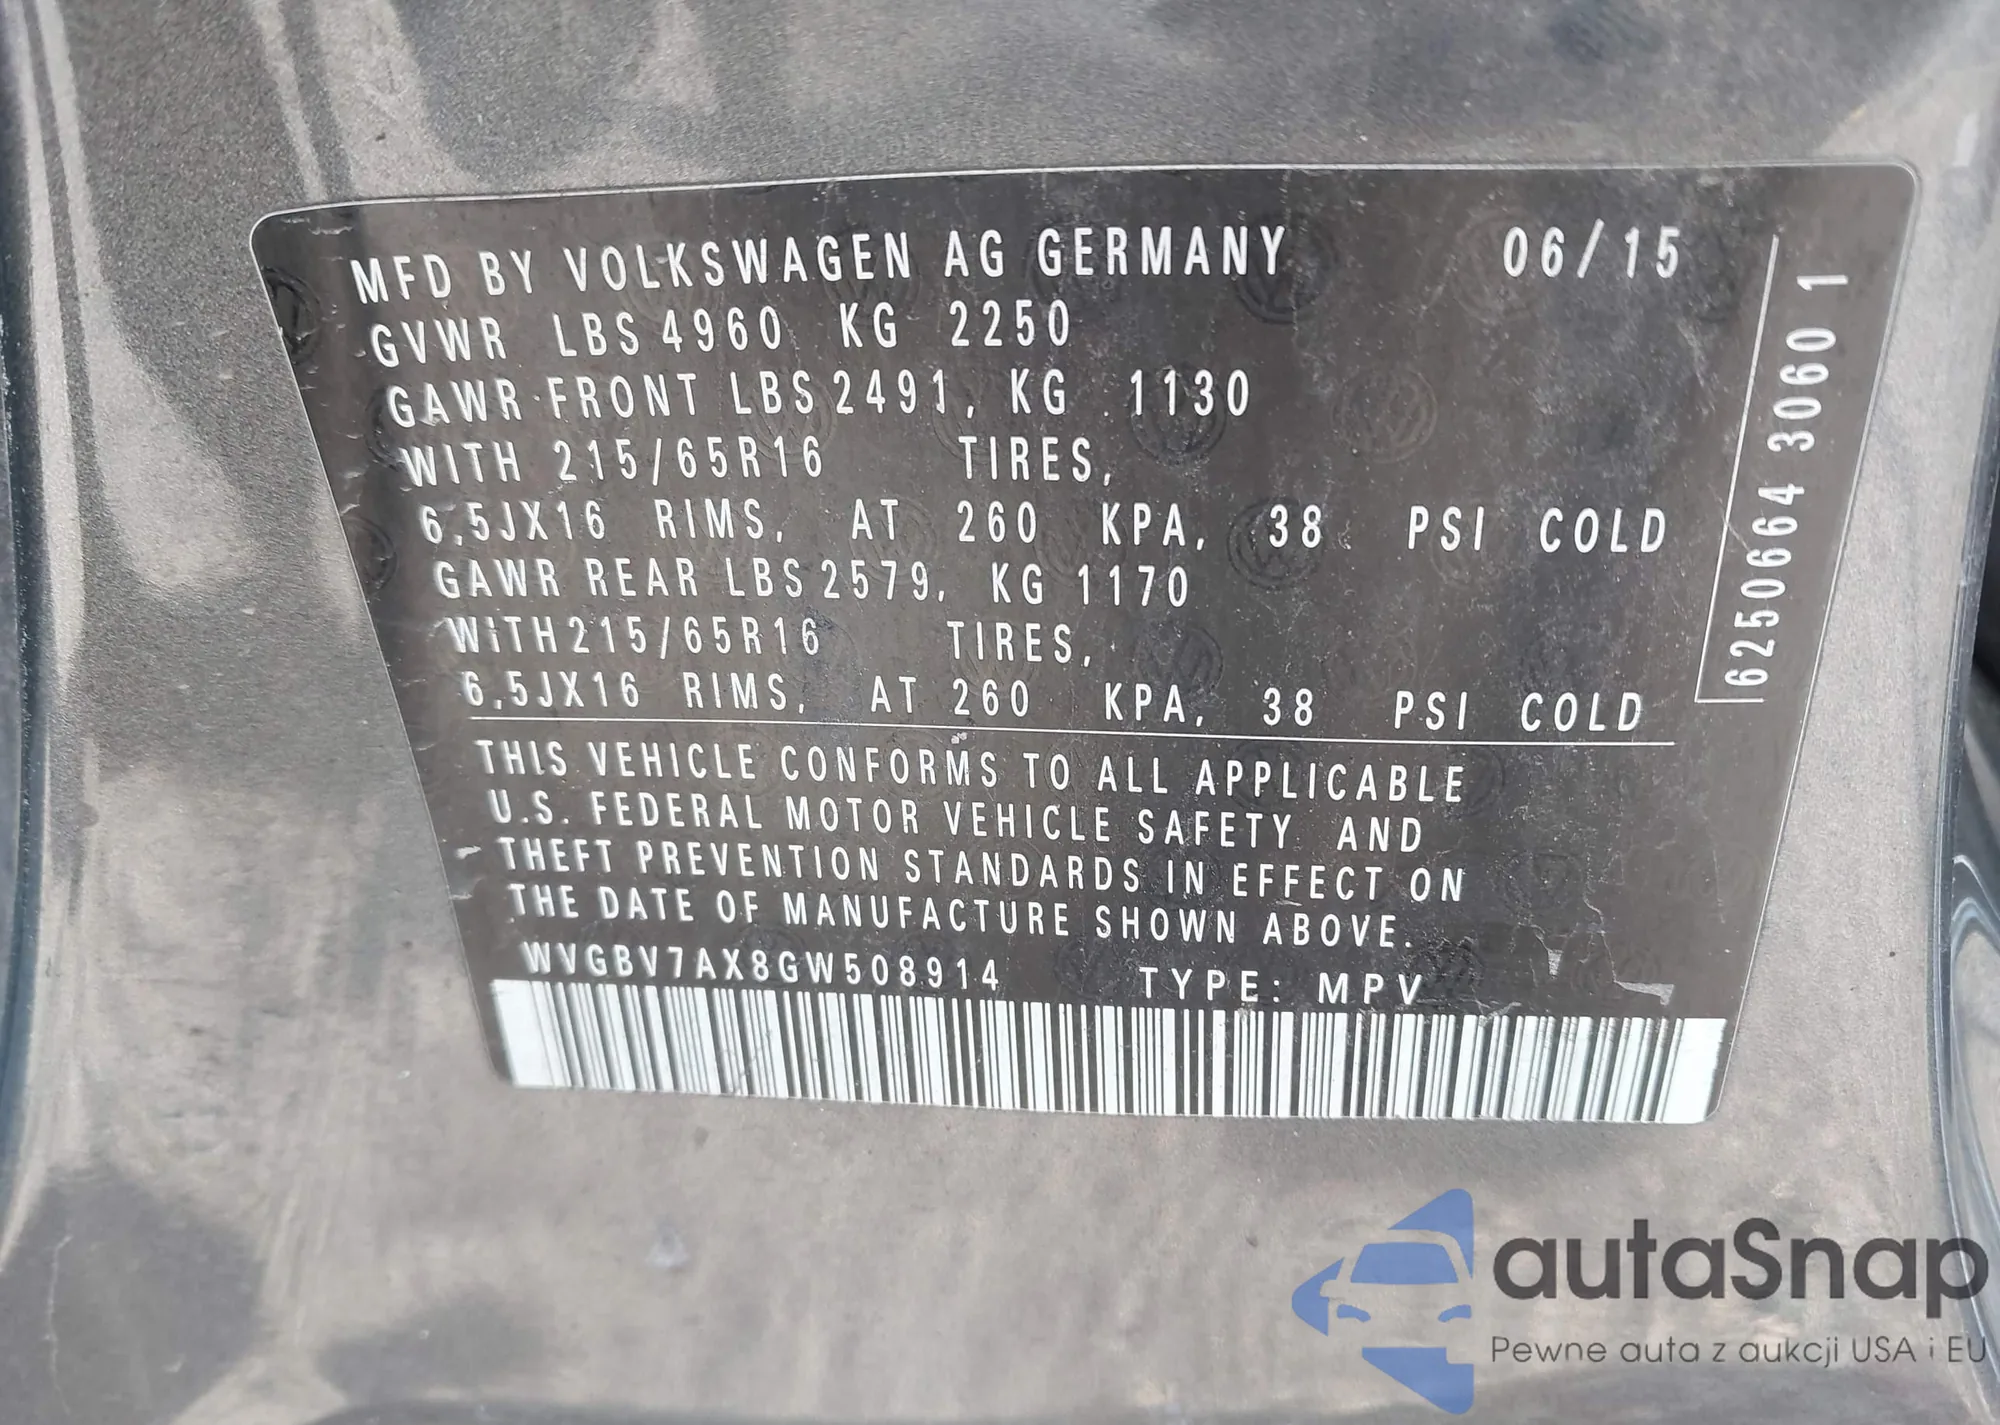 MFD BY VOLKSWAGEN AG GERMANY 06/15
GVWR LBS 4960 KG 2250
GAWR FRONT LBS 2491, KG 1130
WITH 215/65R16 TIRES,
6,5JX16 RIMS, AT 260 KPA, 38 PSI COLD
GAWR REAR LBS 2579, KG 1170
WITH 215/65R16 TIRES,
6,5JX16 RIMS, AT 260 KPA, 38 PSI COLD
THIS VEHICLE CONFORMS TO ALL APPLICABLE
U.S. FEDERAL MOTOR VEHICLE SAFETY AND
THEFT PREVENTION STANDARDS IN EFFECT ON
THE DATE OF MANUFACTURE SHOWN ABOVE.
WVGBV7AX8GW508914 TYPE: MPV
6250664 3060 1
autaSnap
Pewne auta z aukcji USA i EU